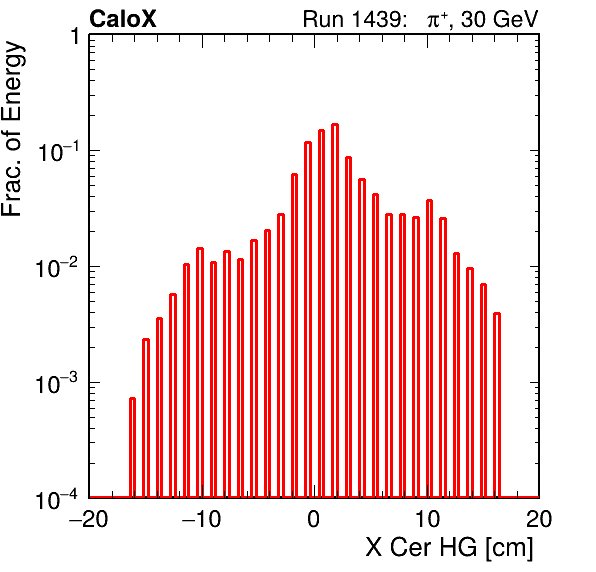 CaloX Run 1439: π⁺, 30 GeV
Frac. of Energy
1
10⁻¹
10⁻²
10⁻³
10⁻⁴
−20 −10 0 10 20
X Cer HG [cm]